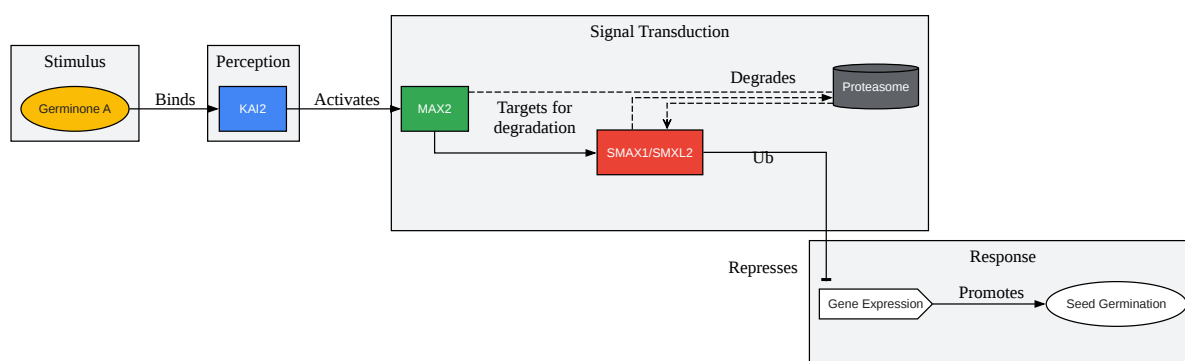 Signal Transduction
Stimulus
Perception
Germinone A
Binds
KAI2
Activates
MAX2
Targets for
degradation
Degrades
Proteasome
SMAX1/SMXL2
Ub
Represses
Response
Gene Expression
Promotes
Seed Germination